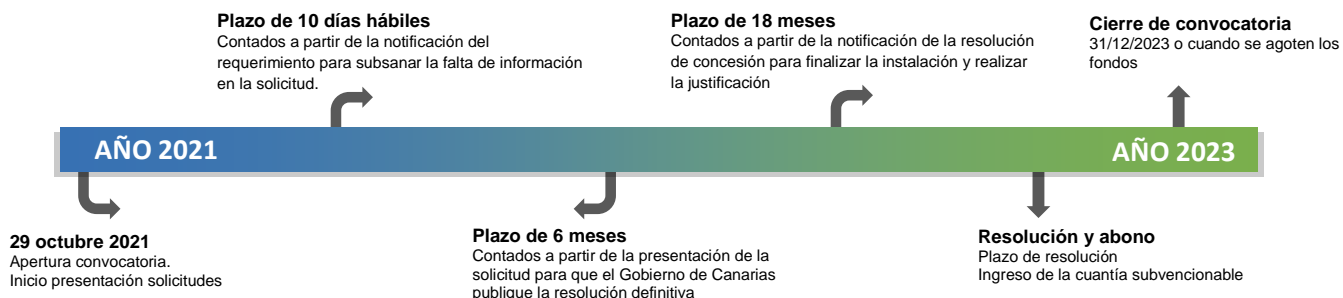 Plazo de 10 días hábiles
Contados a partir de la notificación del
requerimiento para subsanar la falta de información
en la solicitud.
Plazo de 18 meses
Contados a partir de la notificación de la resolución
de concesión para finalizar la instalación y realizar
la justificación
Cierre de convocatoria
31/12/2023 o cuando se agoten los
fondos
AÑO 2021
AÑO 2023
29 octubre 2021
Apertura convocatoria.
Inicio presentación solicitudes
Plazo de 6 meses
Contados a partir de la presentación de la
solicitud para que el Gobierno de Canarias
publique la resolución definitiva
Resolución y abono
Plazo de resolución
Ingreso de la cuantía subvencionable